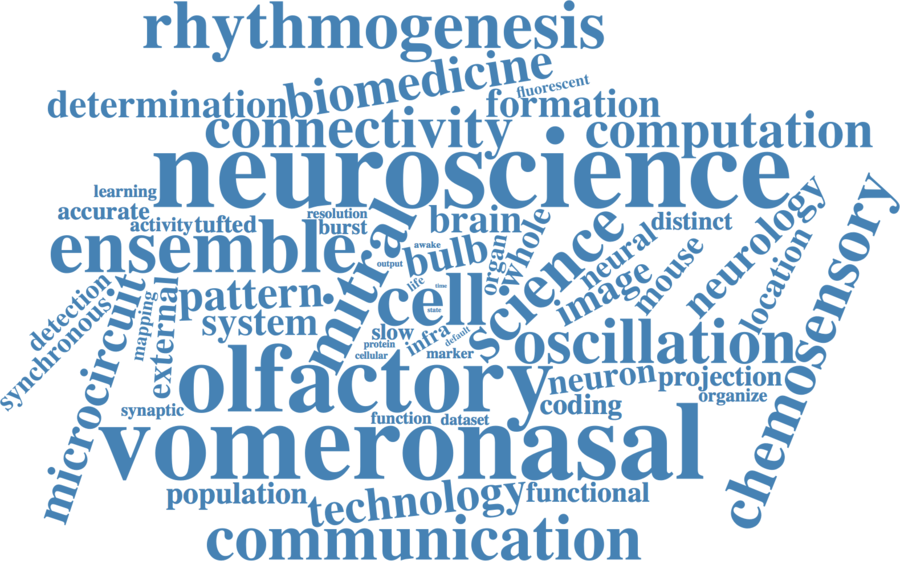 rhythmogenesis
biomedicine
fluorescent
determination
formation
connectivity
computation
neuroscience
learning
accurate
activity
tufted
resolution
burst
brain
distinct
ensemble
mitral
awake
output
bulb
organ
whole
science
neural
mouse
neurology
location
chemosensory
detection
synchronous
microcircuit
mapping
external
pattern
system
life
time
cell
state
slow
infra
default
protein
cellular
marker
image
oscillation
olfactory
neuron
projection
organize
coding
synaptic
function
dataset
vomeronasal
population
technology
functional
communication